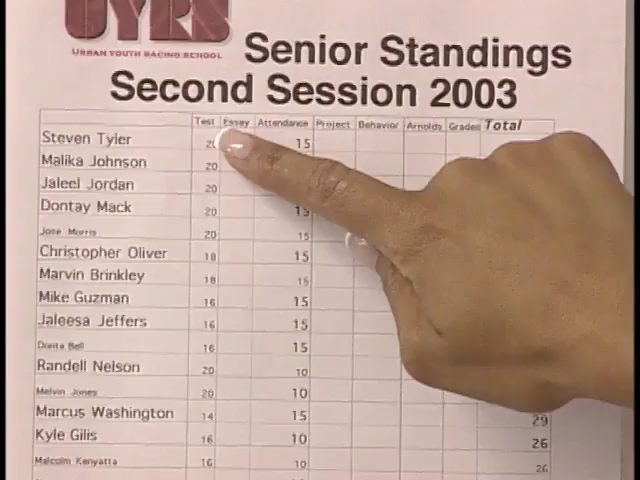 UYRS
URBAN YOUTH RACING SCHOOL
Senior Standings
Second Session 2003
Test Essay Attendance Project Behavior Arnolds Grades Total
Steven Tyler 15
Malika Johnson 20
Jaleel Jordan 20
Dontay Mack 20 15
Jose Morris 20 15
Christopher Oliver 18 15
Marvin Brinkley 18 15
Mike Guzman 16 15
Jaleesa Jeffers 16 15
Donta Bell 16 15
Randell Nelson 20 10
Melvin Jones 20 10
Marcus Washington 14 15 29
Kyle Gilis 16 10 26
Malcolm Kenyatta 16 10 26